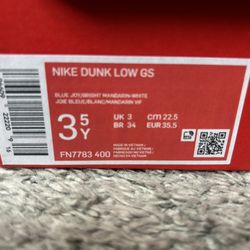 NIKE DUNK LOW GS
BLUE JOY/BRIGHT MANDARIN-WHITE
JOIE BLEUE/BLANC/MANDARIN VIF
3.5Y
UK 3
CM 22.5
BR 34
EUR 35.5
FN7783 400
MADE IN VIETNAM